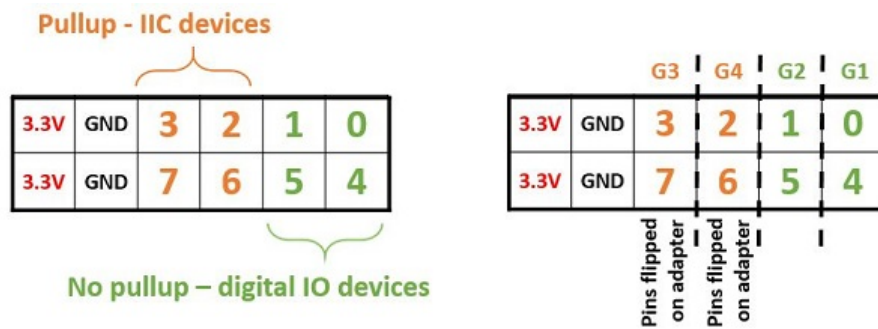 Pullup - IIC devices
3.3V GND 3 2 1 0
3.3V GND 7 6 5 4
No pullup – digital IO devices
G3 G4 G2 G1
3.3V GND 3 2 1 0
3.3V GND 7 6 5 4
Pins flipped
on adapter
Pins flipped
on adapter